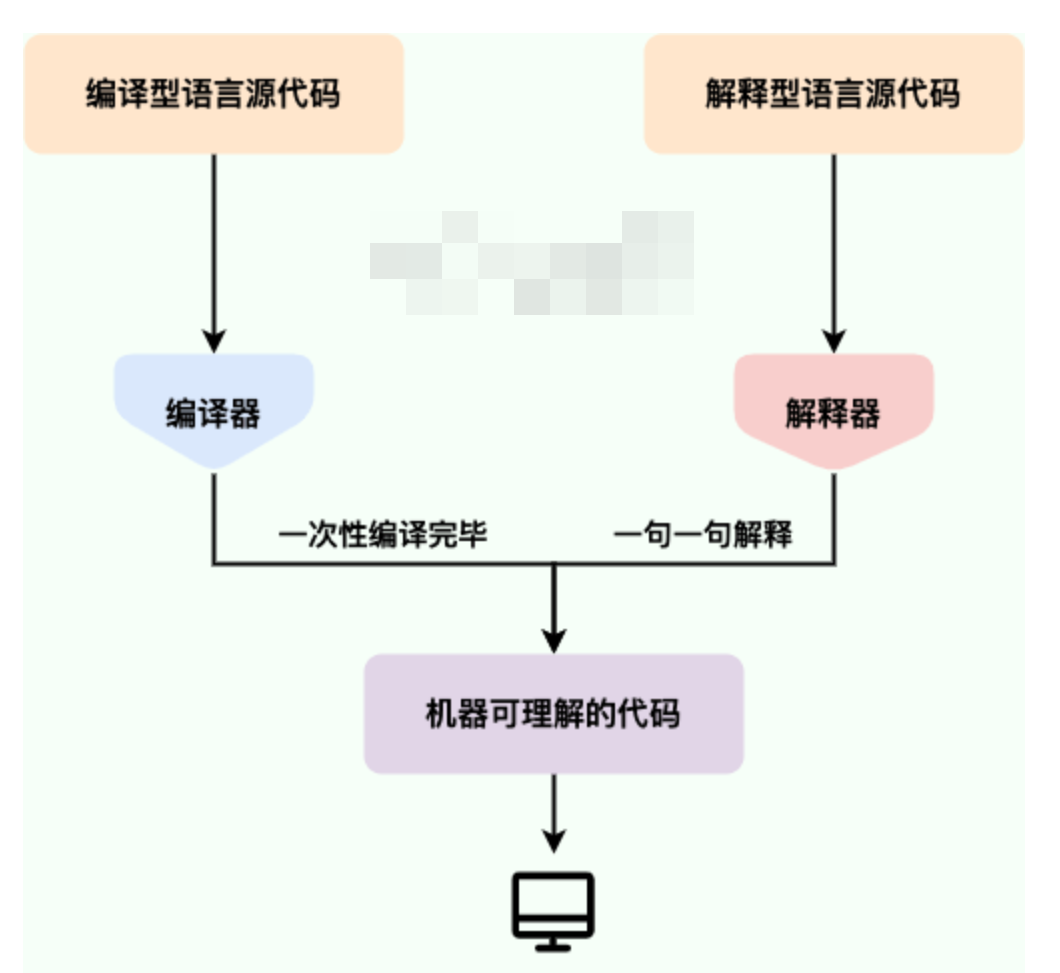 编译型语言源代码
解释型语言源代码
编译器
解释器
一次性编译完毕
一句一句解释
机器可理解的代码